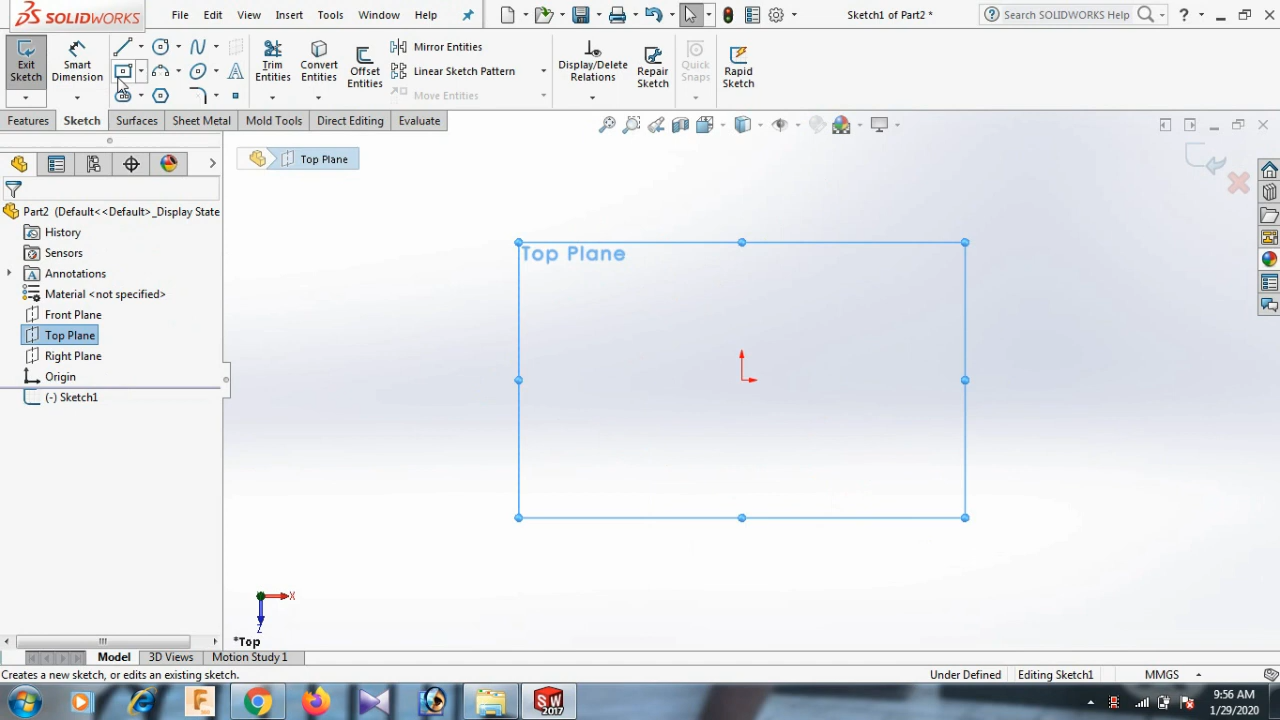 SOLIDWORKS File Edit View Insert Tools Window Help Sketch1 of Part2 * Search SOLIDWORKS Help ?
Exit Sketch Smart Dimension Trim Entities Convert Entities Offset Entities Mirror Entities Linear Sketch Pattern Move Entities Display/Delete Relations Repair Sketch Quick Snaps Rapid Sketch
Features Sketch Surfaces Sheet Metal Mold Tools Direct Editing Evaluate
Top Plane
Part2 (Default<<Default>_Display State
History
Sensors
Annotations
Material <not specified>
Front Plane
Top Plane
Right Plane
Origin
(-) Sketch1
Top Plane
X
Z
*Top
Model 3D Views Motion Study 1
Creates a new sketch, or edits an existing sketch. Under Defined Editing Sketch1 MMGS
SW 2017
9:56 AM
1/29/2020